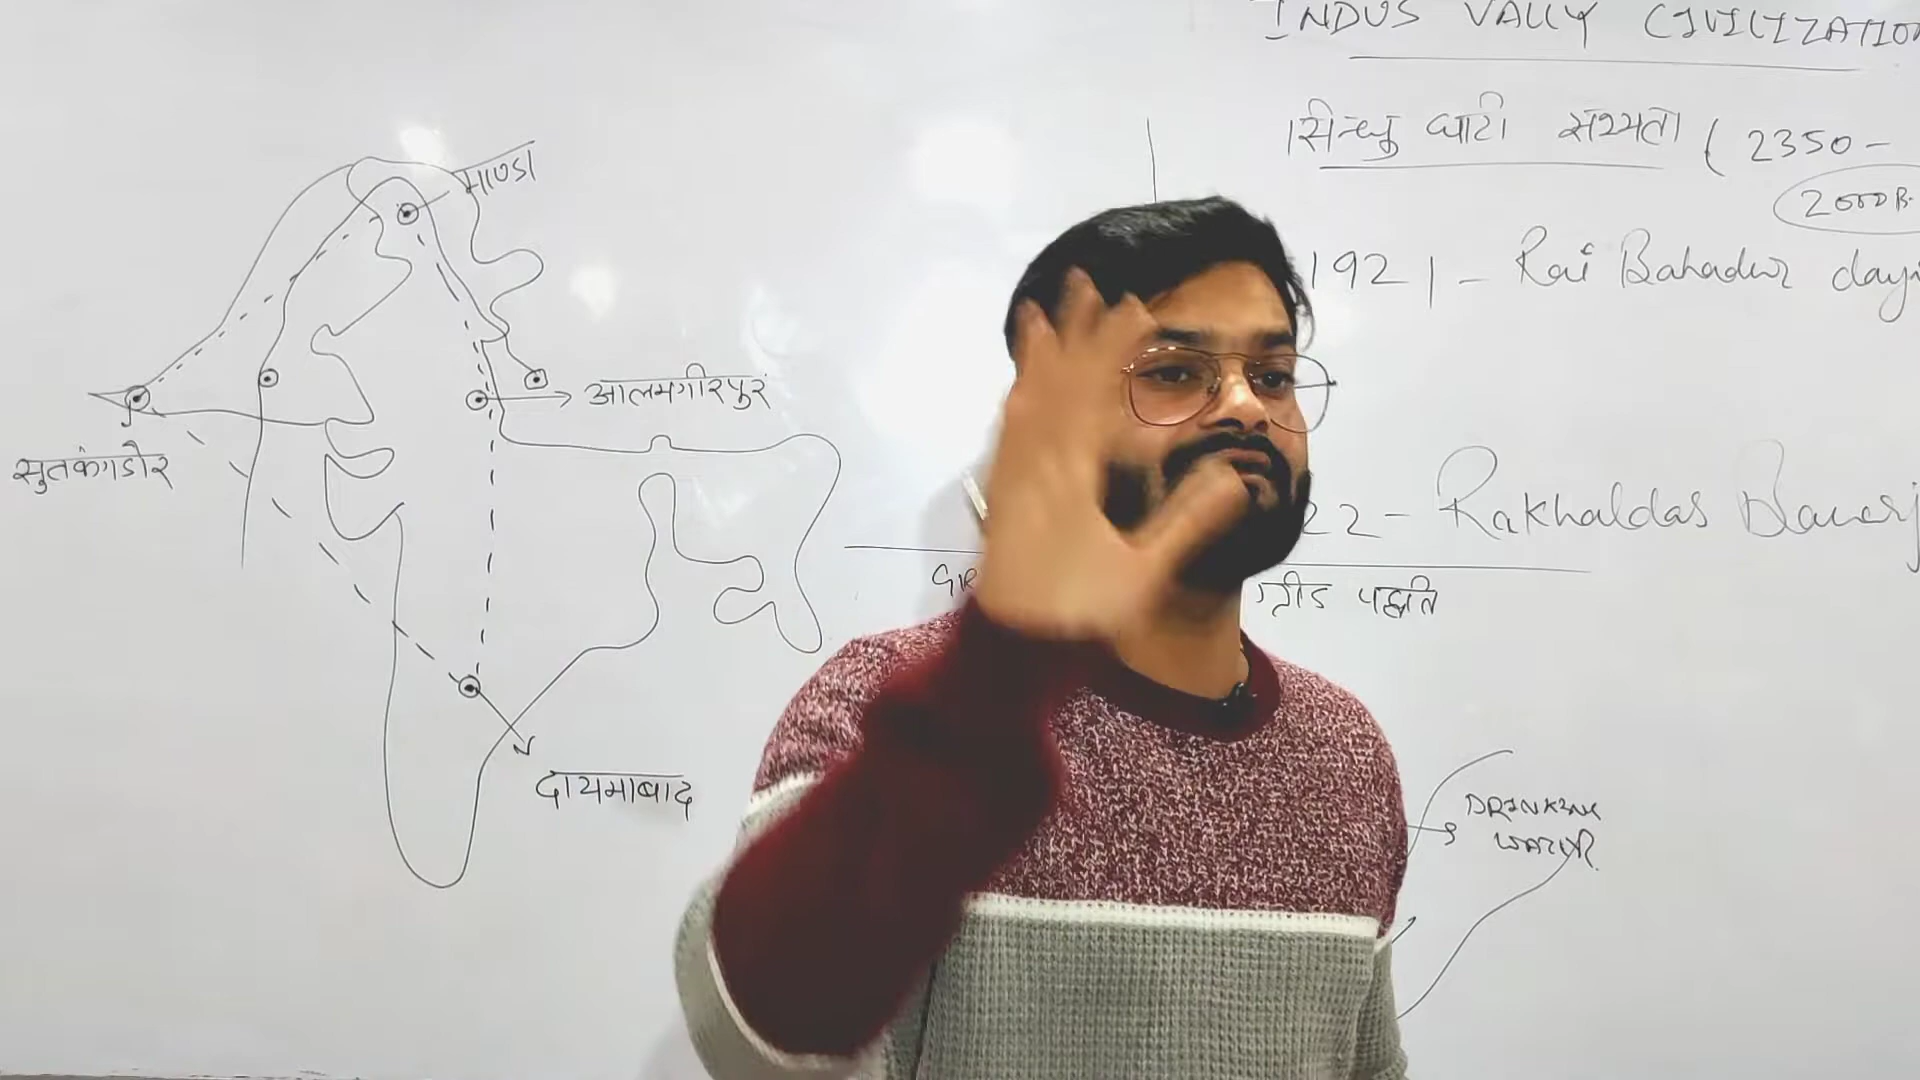 INDUS VALLY CIVILIZATION
सिन्धु घाटी सभ्यता ( 2350 -
2000 B.
1921 - Rai Bahadur daya
22 - Rakhaldas Banerj
ग्रीड पद्धति
माण्डा
आलमगीरपुर
सुतकंगडोर
दायमाबाद
DRINKING
WATER